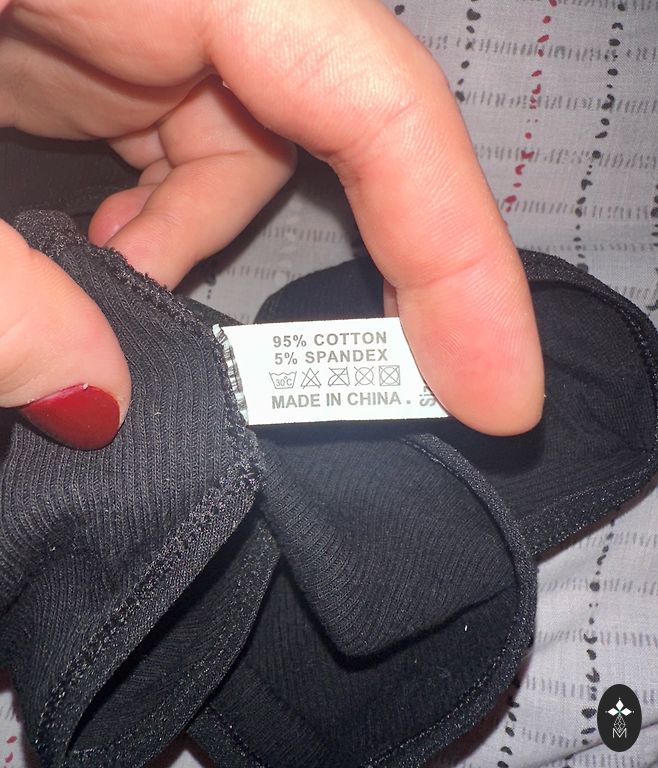 95% COTTON
5% SPANDEX
30°C
MADE IN CHINA.